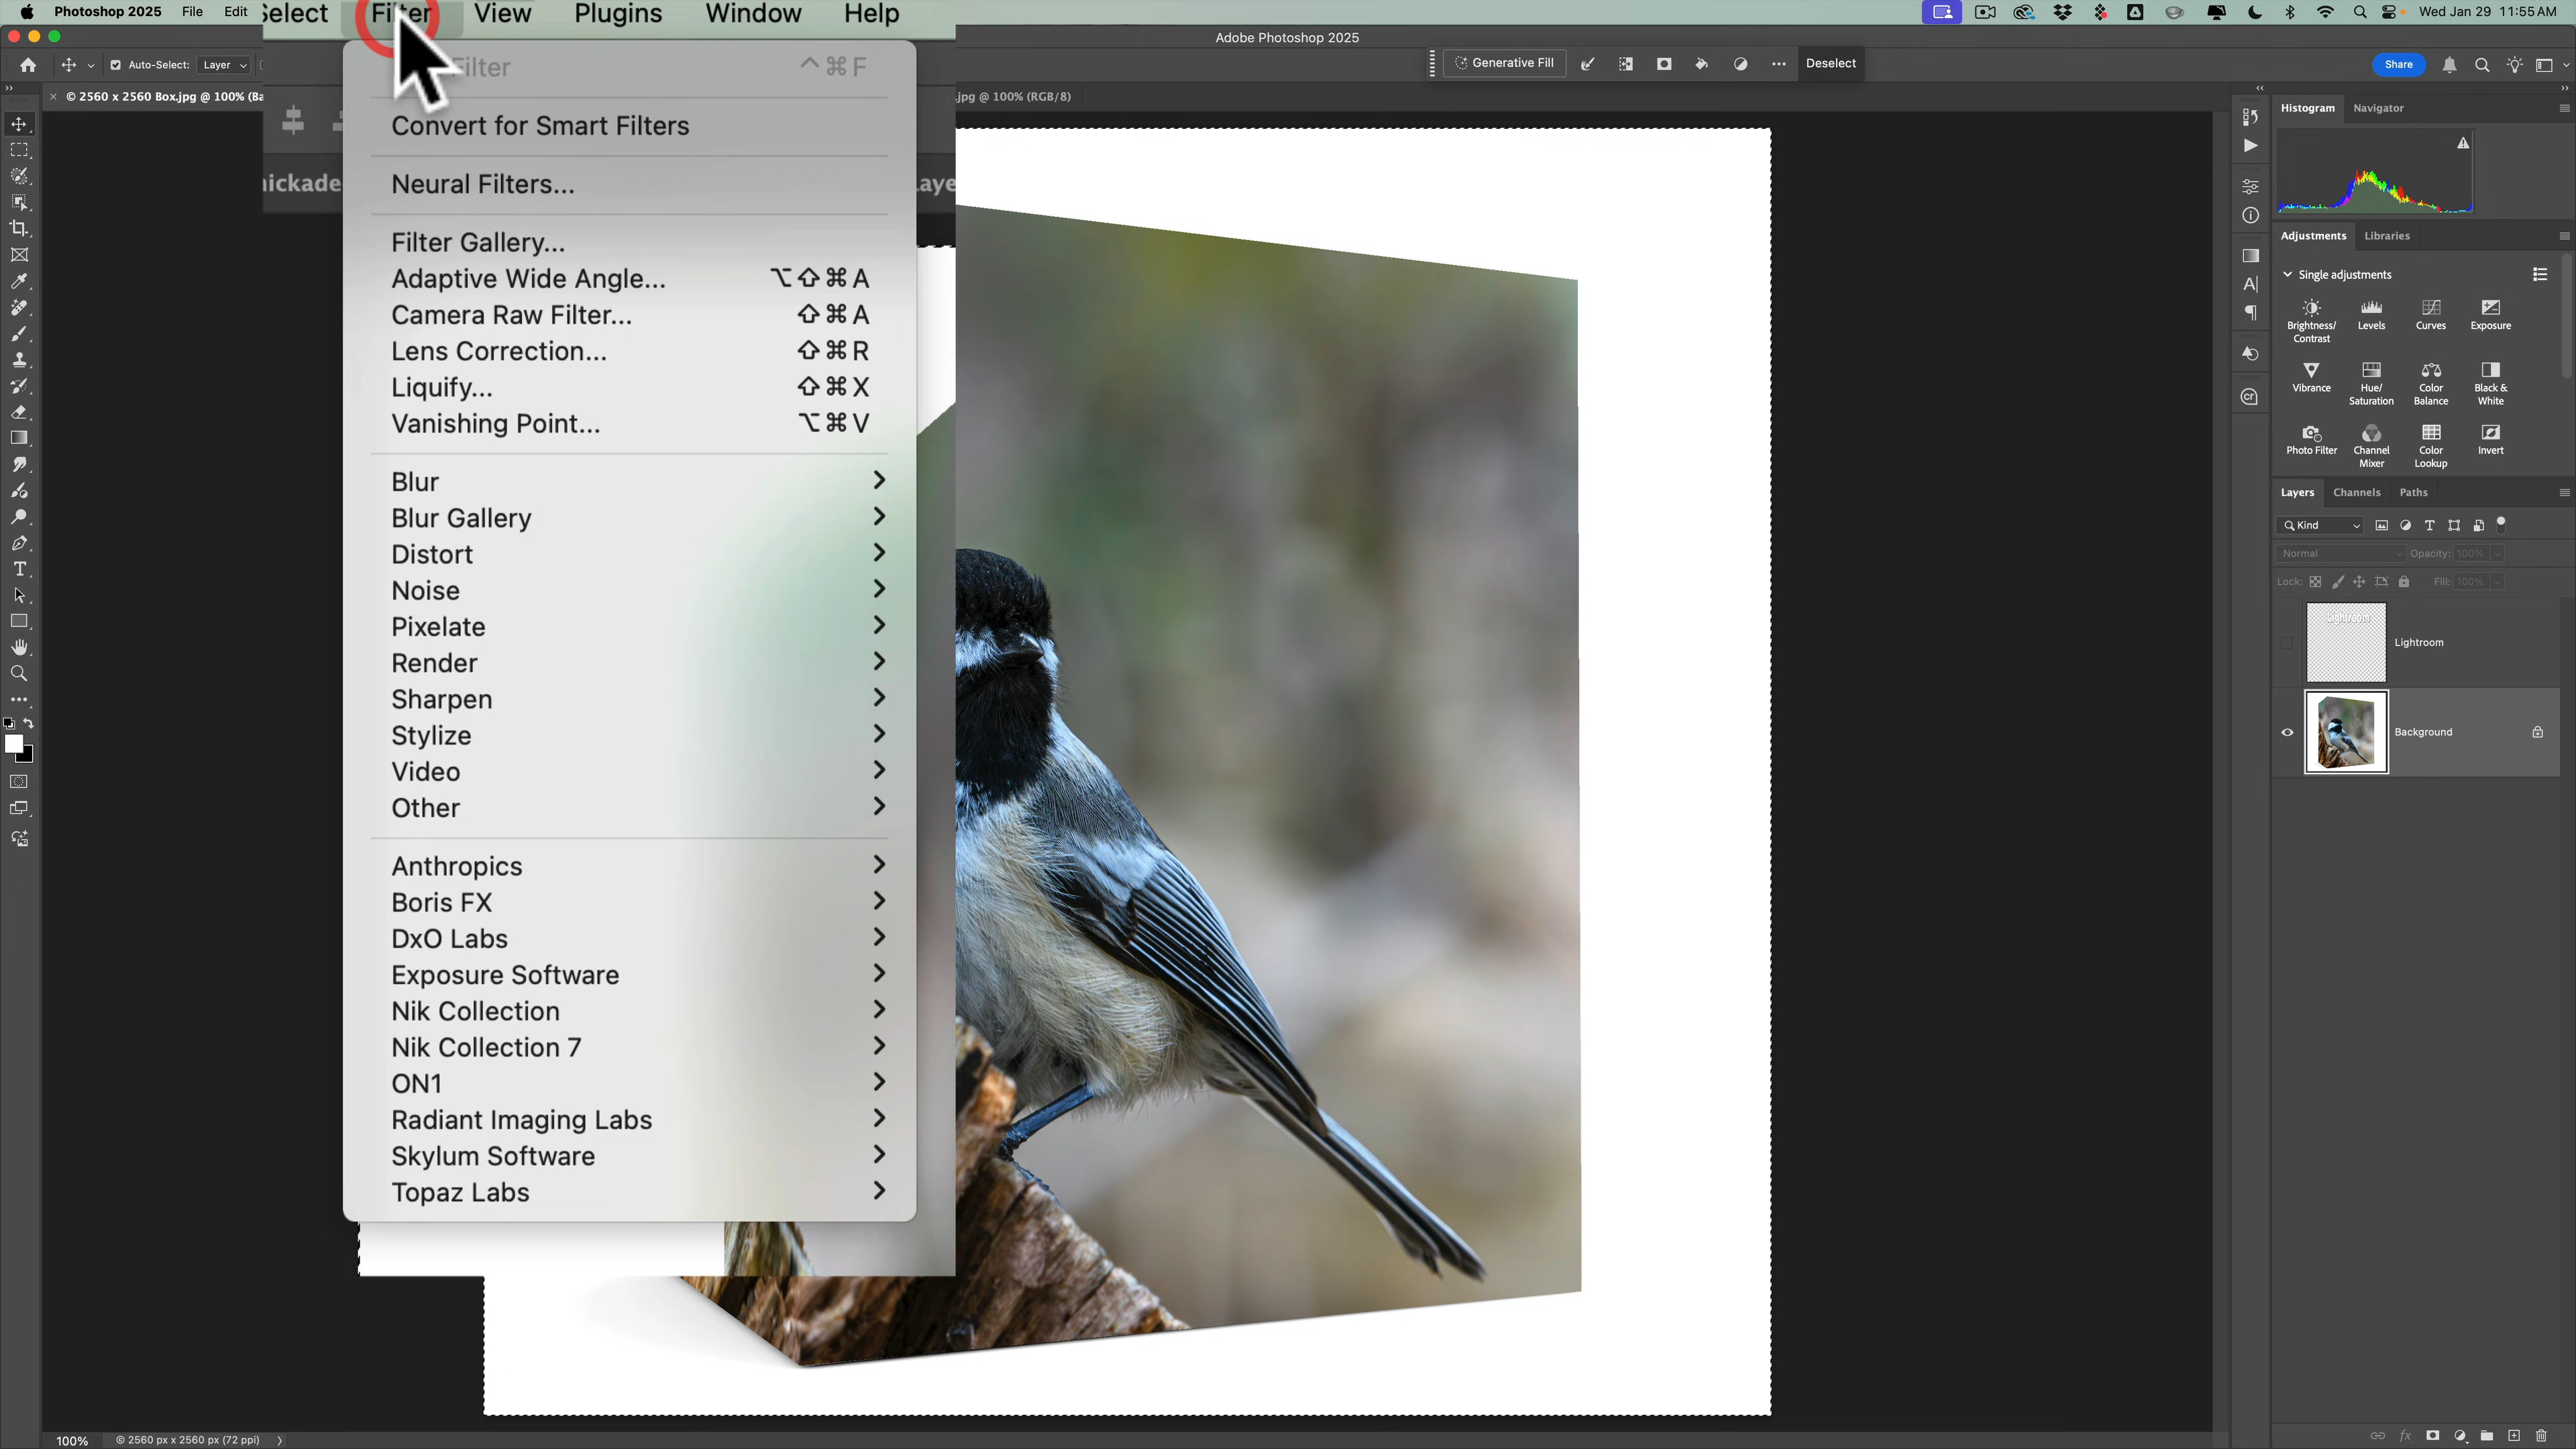 Photoshop 2025 File Edit Select Filter View Plugins Window Help Wed Jan 29 11:55AM
Adobe Photoshop 2025
Auto-Select: Layer
Generative Fill Deselect
Share
© 2560 x 2560 Box.jpg @ 100% (Ba
.jpg @ 100% (RGB/8)
Filter ⌃⌘F
Convert for Smart Filters
Neural Filters...
Filter Gallery...
Adaptive Wide Angle... ⌥⇧⌘A
Camera Raw Filter... ⇧⌘A
Lens Correction... ⇧⌘R
Liquify... ⇧⌘X
Vanishing Point... ⌥⌘V
Blur
Blur Gallery
Distort
Noise
Pixelate
Render
Sharpen
Stylize
Video
Other
Anthropics
Boris FX
DxO Labs
Exposure Software
Nik Collection
Nik Collection 7
ON1
Radiant Imaging Labs
Skylum Software
Topaz Labs
Histogram Navigator
Adjustments Libraries
Single adjustments
Brightness/
Contrast
Levels
Curves
Exposure
Vibrance
Hue/
Saturation
Color
Balance
Black &
White
Photo Filter
Channel
Mixer
Color
Lookup
Invert
Layers Channels Paths
Kind
Normal Opacity: 100%
Lock: Fill: 100%
Lightroom
Lightroom
Background
100% © 2560 px x 2560 px (72 ppi)